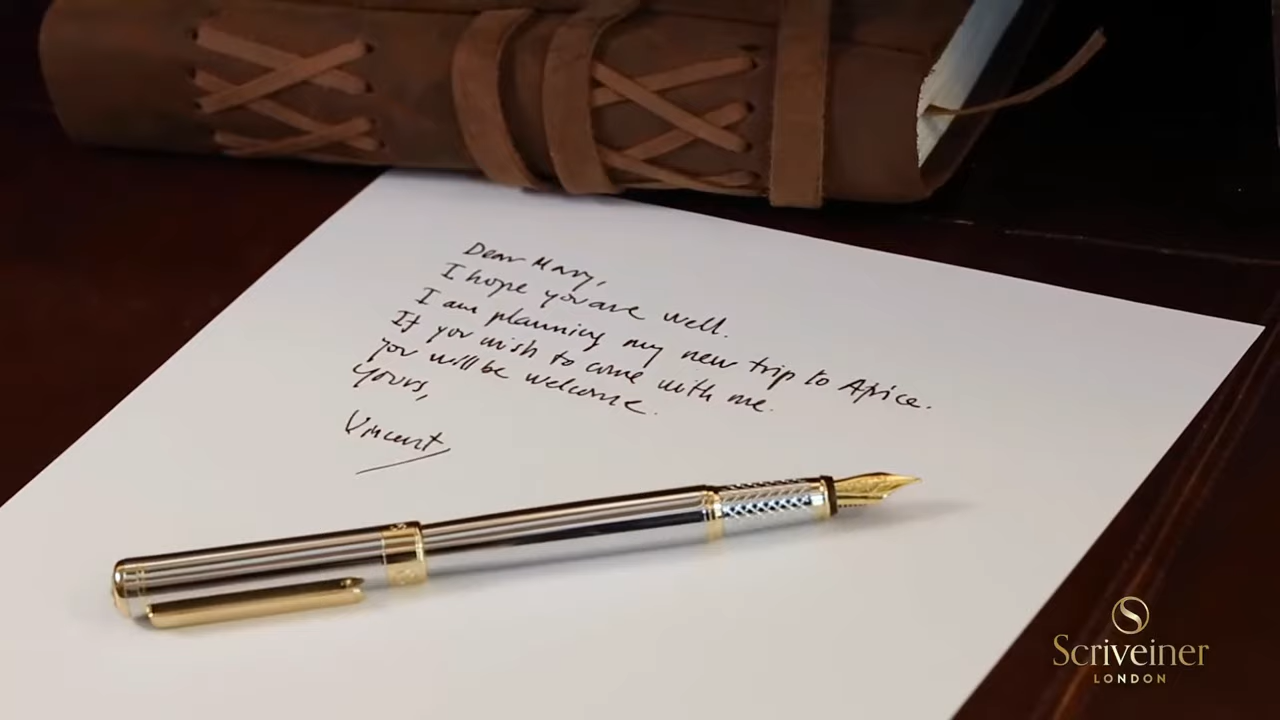 Dear Mary,
I hope you are well.
I am planning my new trip to Africe.
If you wish to come with me.
you will be welcome.
Yours,
Vincent
S
Scriveiner
LONDON